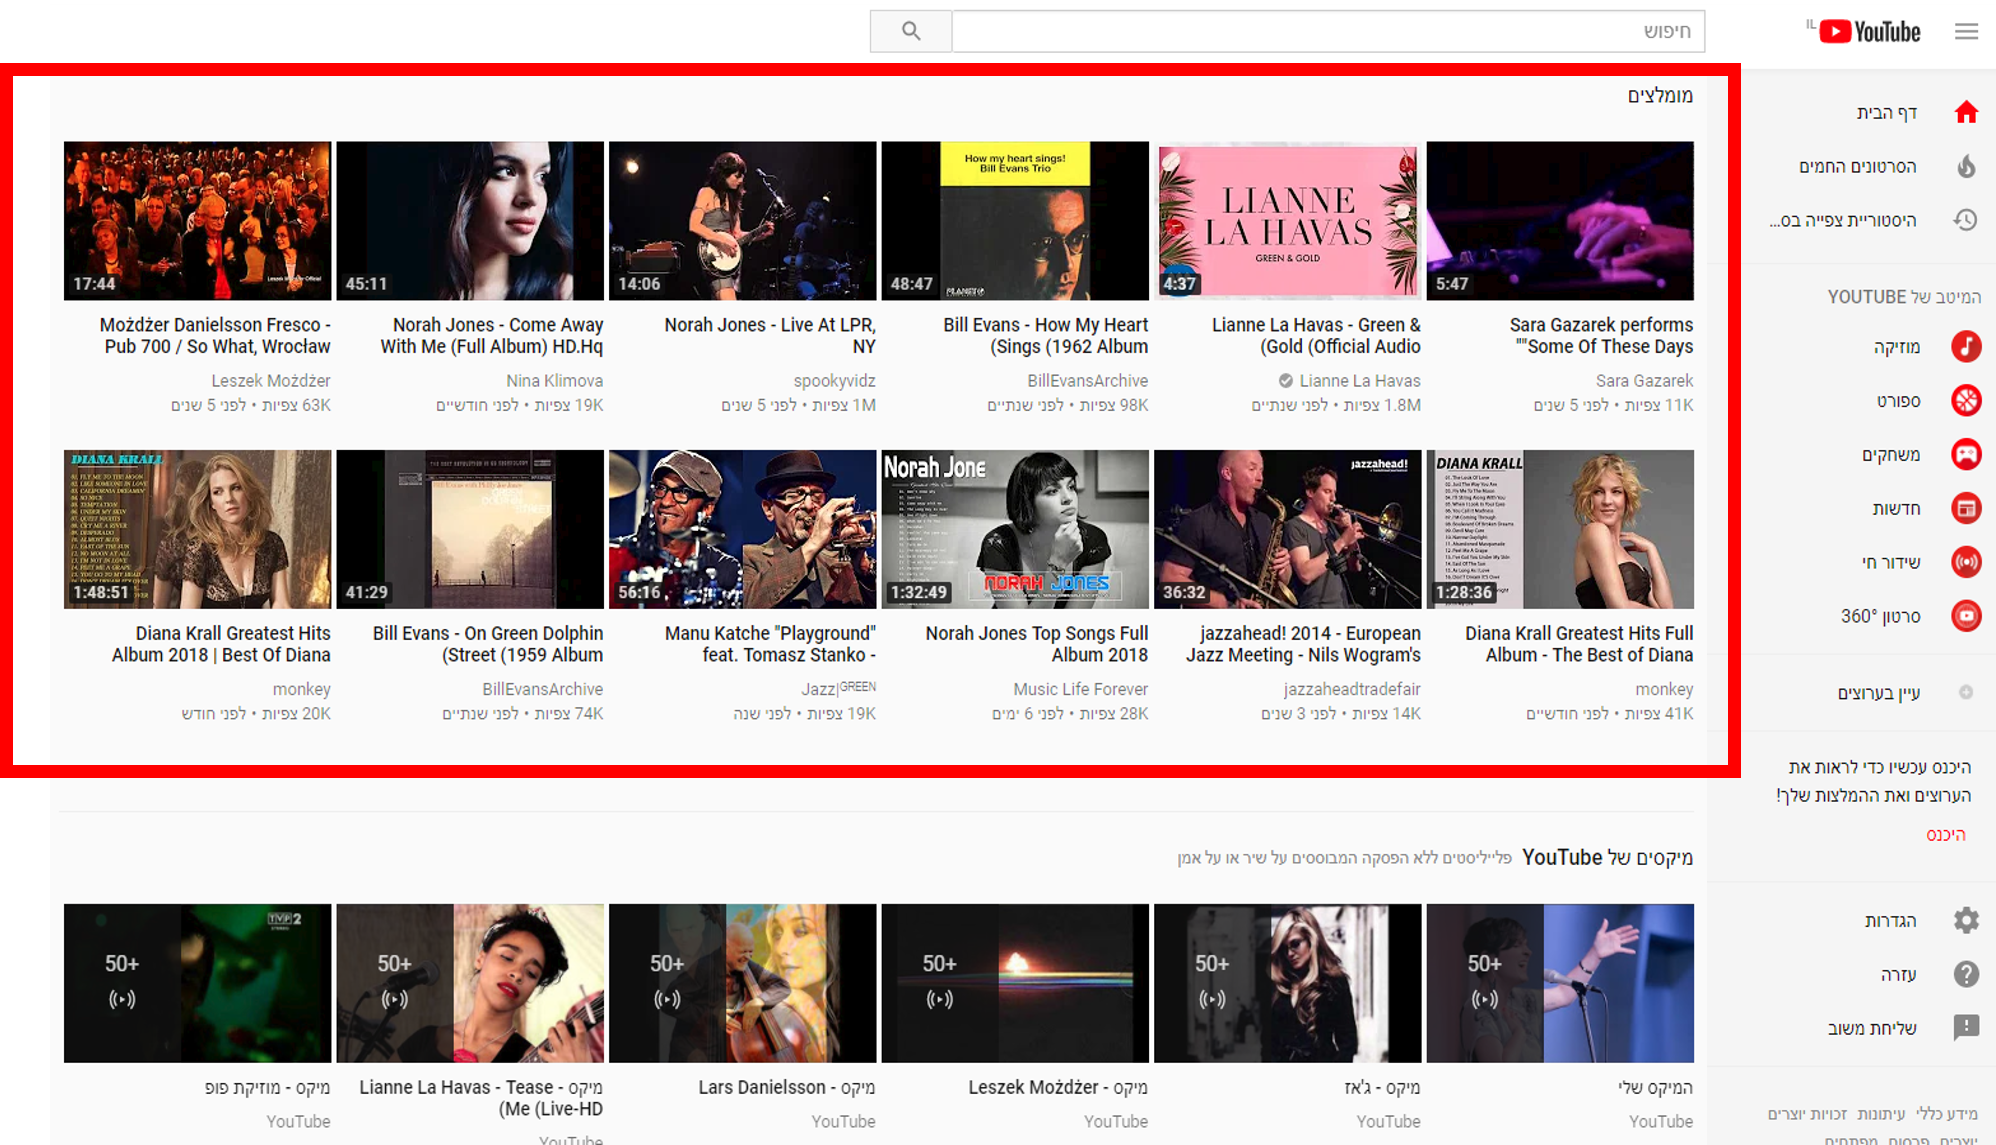 YouTube IL
חיפוש
דף הבית
הסרטונים החמים
היסטוריית צפייה בס...
המיטב של YOUTUBE
מוזיקה
ספורט
משחקים
חדשות
שידור חי
סרטון 360°
עיין בערוצים
היכנס עכשיו כדי לראות את
הערוצים ואת ההמלצות שלך!
היכנס
הגדרות
עזרה
שליחת משוב
מידע כללי עיתונות זכויות יוצרים
יוצרים פרסום מפתחים
מומלצים
5:47
Sara Gazarek performs
""Some Of These Days
Sara Gazarek
11K צפיות • לפני 5 שנים
LIANNE
LA HAVAS
GREEN & GOLD
4:37
Lianne La Havas - Green &
(Gold (Official Audio
Lianne La Havas
1.8M צפיות • לפני שנתיים
How my heart sings!
Bill Evans Trio
48:47
Bill Evans - How My Heart
(Sings (1962 Album
BillEvansArchive
98K צפיות • לפני שנתיים
14:06
Norah Jones - Live At LPR,
NY
spookyvidz
1M צפיות • לפני 5 שנים
45:11
Norah Jones - Come Away
With Me (Full Album) HD.Hq
Nina Klimova
19K צפיות • לפני חודשיים
17:44
Możdżer Danielsson Fresco -
Pub 700 / So What, Wrocław
Leszek Możdżer
63K צפיות • לפני 5 שנים
DIANA KRALL
1:28:36
Diana Krall Greatest Hits Full
Album - The Best of Diana
monkey
41K צפיות • לפני חודשיים
jazzahead!
36:32
jazzahead! 2014 - European
Jazz Meeting - Nils Wogram's
jazzaheadtradefair
14K צפיות • לפני 3 שנים
Norah Jone
NORAH JONES
1:32:49
Norah Jones Top Songs Full
Album 2018
Music Life Forever
28K צפיות • לפני 6 ימים
56:16
Manu Katche "Playground"
feat. Tomasz Stanko -
Jazz|GREEN
19K צפיות • לפני שנה
41:29
Bill Evans - On Green Dolphin
(Street (1959 Album
BillEvansArchive
74K צפיות • לפני שנתיים
DIANA KRALL
1:48:51
Diana Krall Greatest Hits
Album 2018 | Best Of Diana
monkey
20K צפיות • לפני חודש
מיקסים של YouTube פלייליסטים ללא הפסקה המבוססים על שיר או על אמן
50+
המיקס שלי
YouTube
50+
מיקס - ג'אז
YouTube
50+
מיקס - Leszek Możdżer
YouTube
50+
מיקס - Lars Danielsson
YouTube
50+
מיקס - Lianne La Havas - Tease
(Me (Live-HD
YouTube
TVP2
50+
מיקס - מוזיקת פופ
YouTube